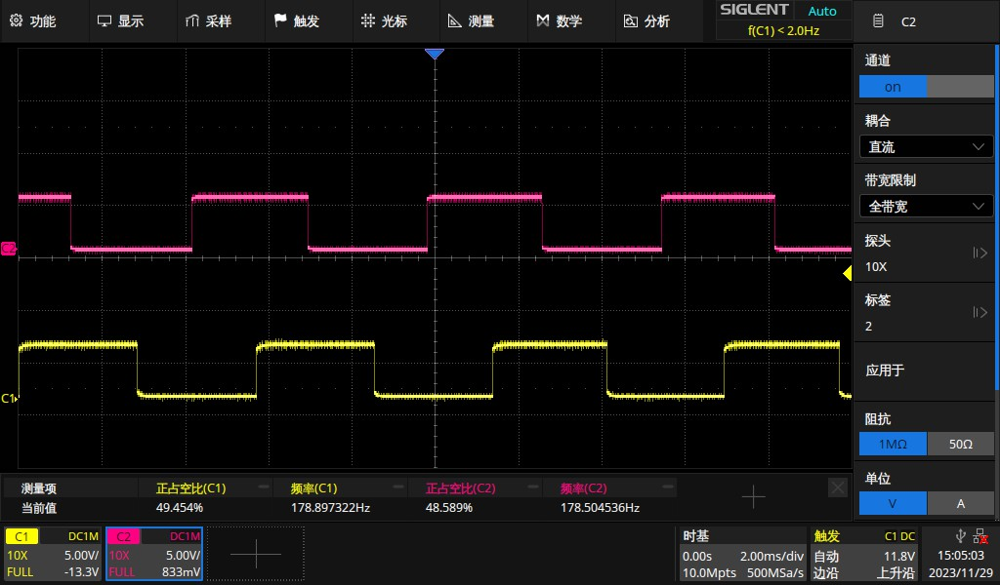 功能 显示 采样 触发 光标 测量 数学 分析
SIGLENT Auto
f(C1) < 2.0Hz
C2
通道
on
耦合
直流
带宽限制
全带宽
探头
10X
标签
2
应用于
阻抗
1MΩ 50Ω
单位
V A
C2
C1
测量项 正占空比(C1) 频率(C1) 正占空比(C2) 频率(C2)
当前值 49.454% 178.897322Hz 48.589% 178.504536Hz
C1 DC1M
10X 5.00V/
FULL -13.3V
C2 DC1M
10X 5.00V/
FULL 833mV
时基
0.00s 2.00ms/div
10.0Mpts 500MSa/s
触发 C1 DC
自动 11.8V
边沿 上升沿
15:05:03
2023/11/29